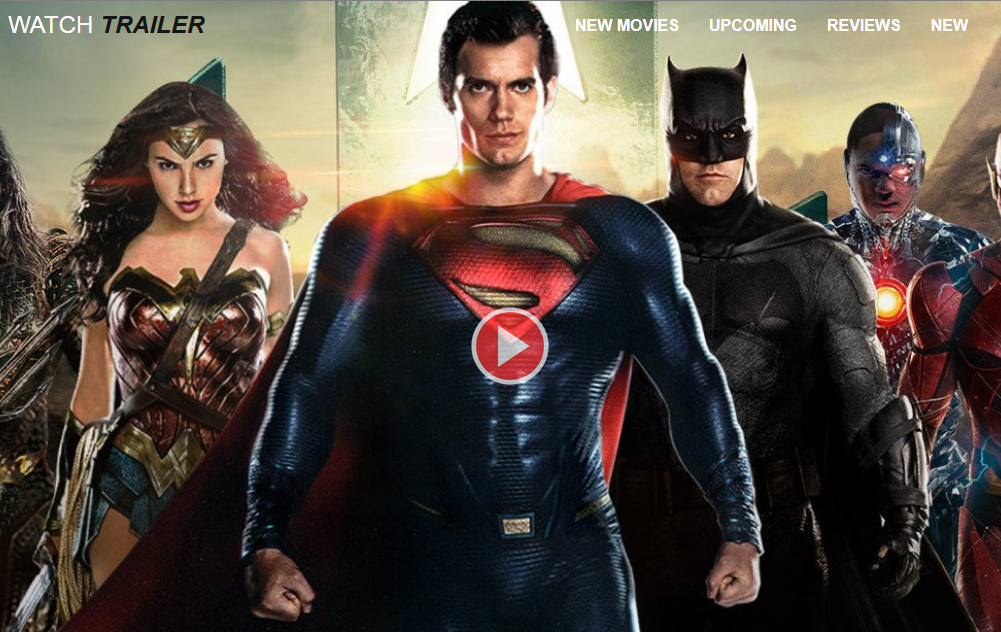 WATCH TRAILER
NEW MOVIES
UPCOMING
REVIEWS
NEW